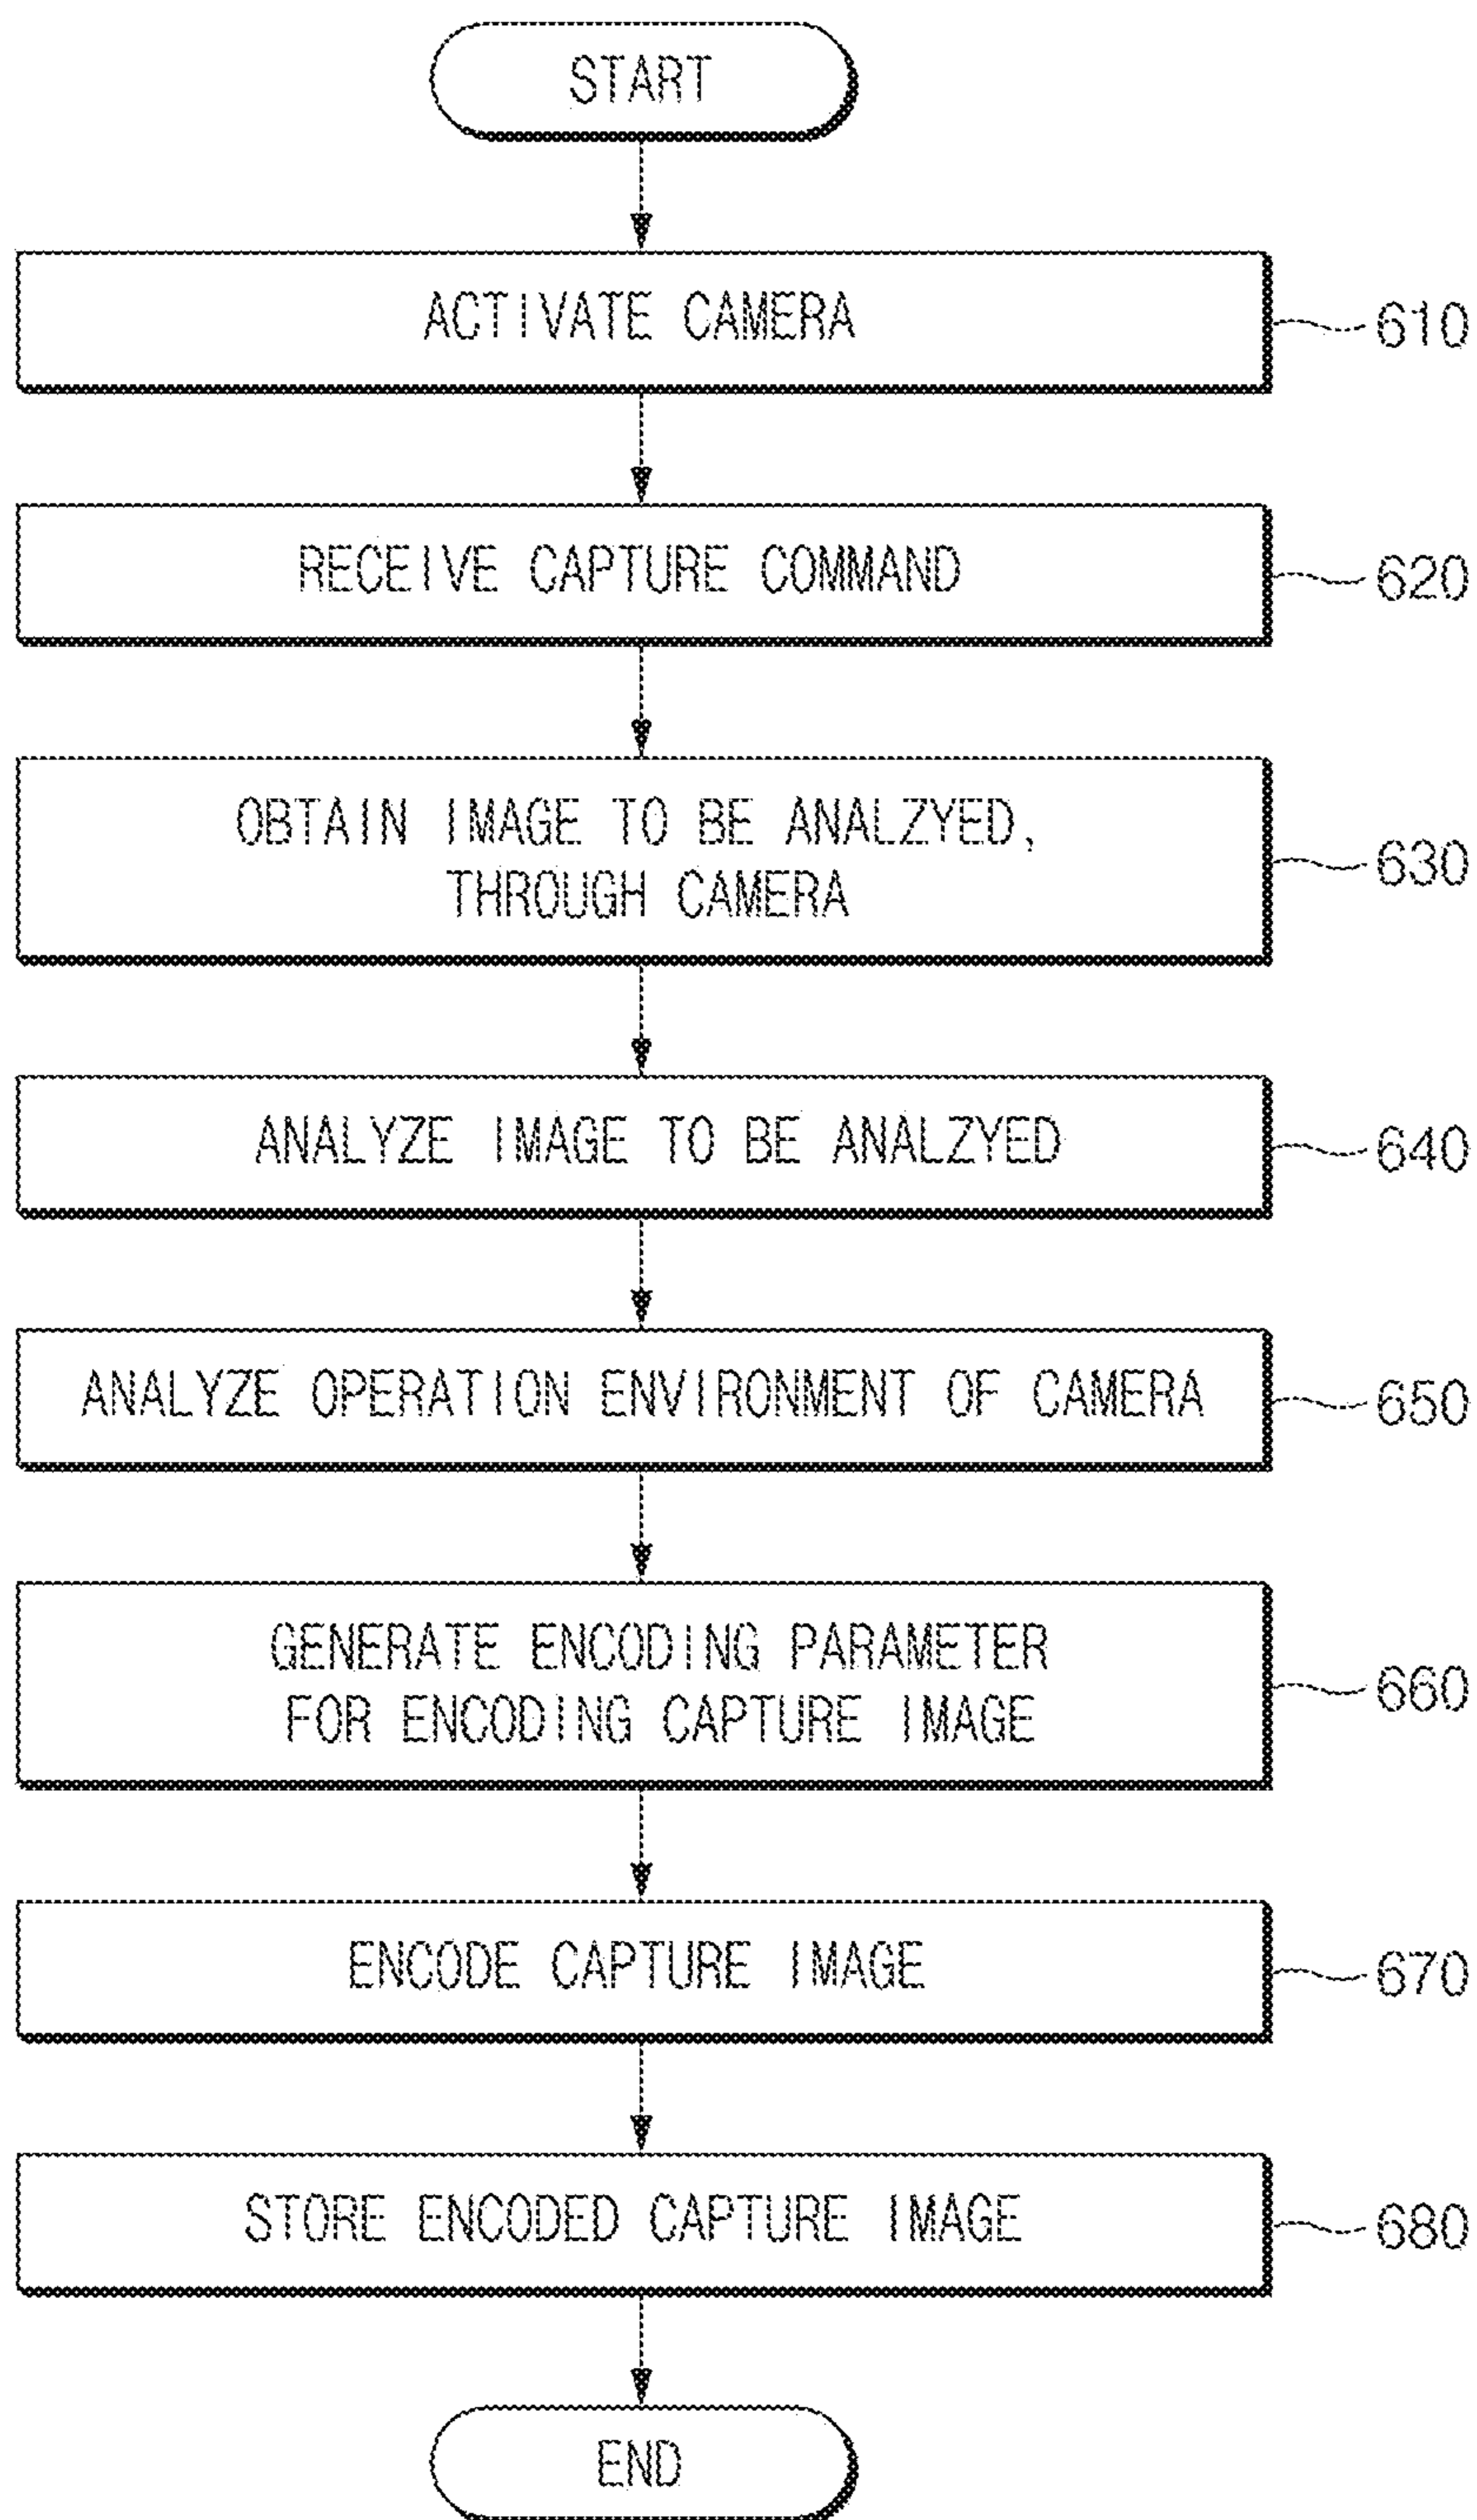 START
ACTIVATE CAMERA
610
RECEIVE CAPTURE COMMAND
620
OBTAIN IMAGE TO BE ANALZYED,
THROUGH CAMERA
630
ANALYZE IMAGE TO BE ANALZYED
640
ANALYZE OPERATION ENVIRONMENT OF CAMERA
650
GENERATE ENCODING PARAMETER
FOR ENCODING CAPTURE IMAGE
660
ENCODE CAPTURE IMAGE
670
STORE ENCODED CAPTURE IMAGE
680
END